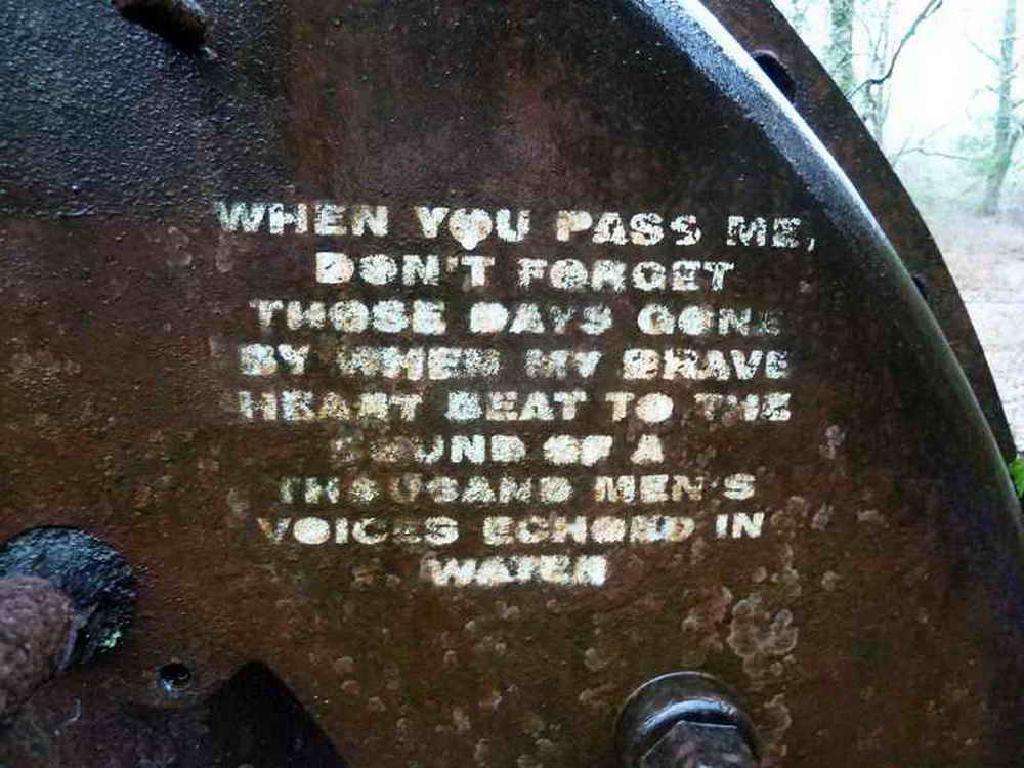 WHEN YOU PASS ME,
DON'T FORGET
THOSE DAYS GONE
BY WHEN MY BRAVE
HEART BEAT TO THE
SOUND OF A
THOUSAND MEN'S
VOICES ECHOED IN
WATER